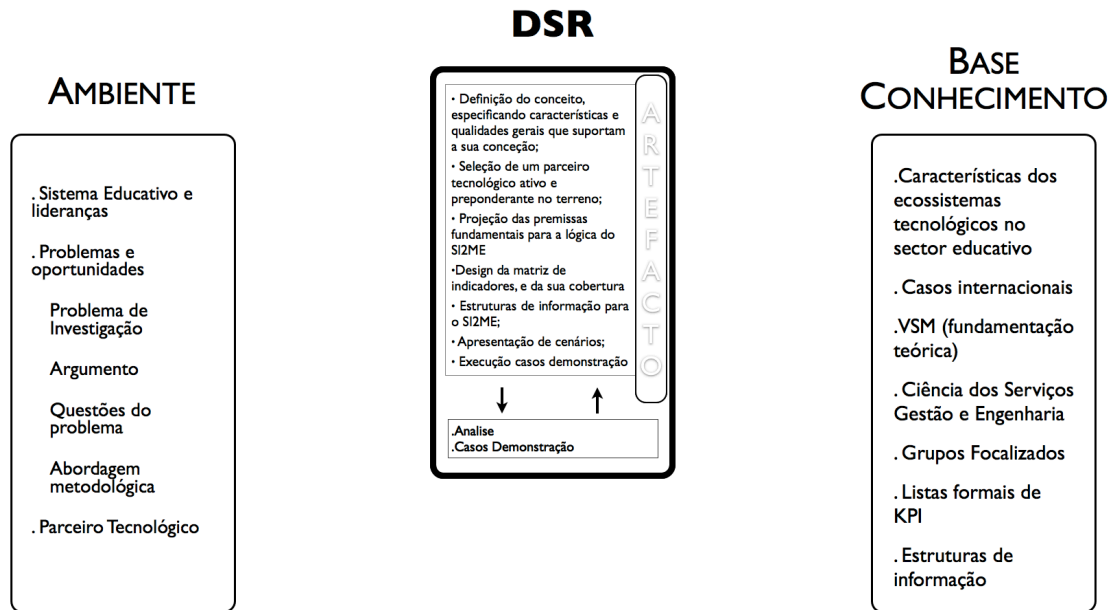 DSR
AMBIENTE
. Sistema Educativo e
lideranças
. Problemas e
oportunidades
Problema de
Investigação
Argumento
Questões do
problema
Abordagem
metodológica
. Parceiro Tecnológico
• Definição do conceito,
especificando características e
qualidades gerais que suportam
a sua conceção;
• Seleção de um parceiro
tecnológico ativo e
preponderante no terreno;
• Projeção das premissas
fundamentais para a lógica do
SI2ME
•Design da matriz de
indicadores, e da sua cobertura
• Estruturas de informação para
o SI2ME;
• Apresentação de cenários;
• Execução casos demonstração
ARTEFACTO
.Analise
.Casos Demonstração
BASE
CONHECIMENTO
.Características dos
ecossistemas
tecnológicos no
sector educativo
. Casos internacionais
.VSM (fundamentação
teórica)
. Ciência dos Serviços
Gestão e Engenharia
. Grupos Focalizados
. Listas formais de
KPI
. Estruturas de
informação